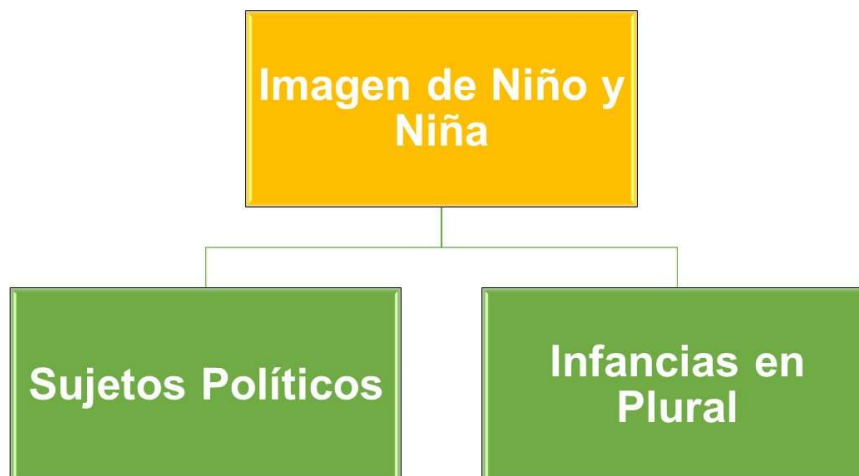 Imagen de Niño y
Niña
Sujetos Políticos
Infancias en
Plural